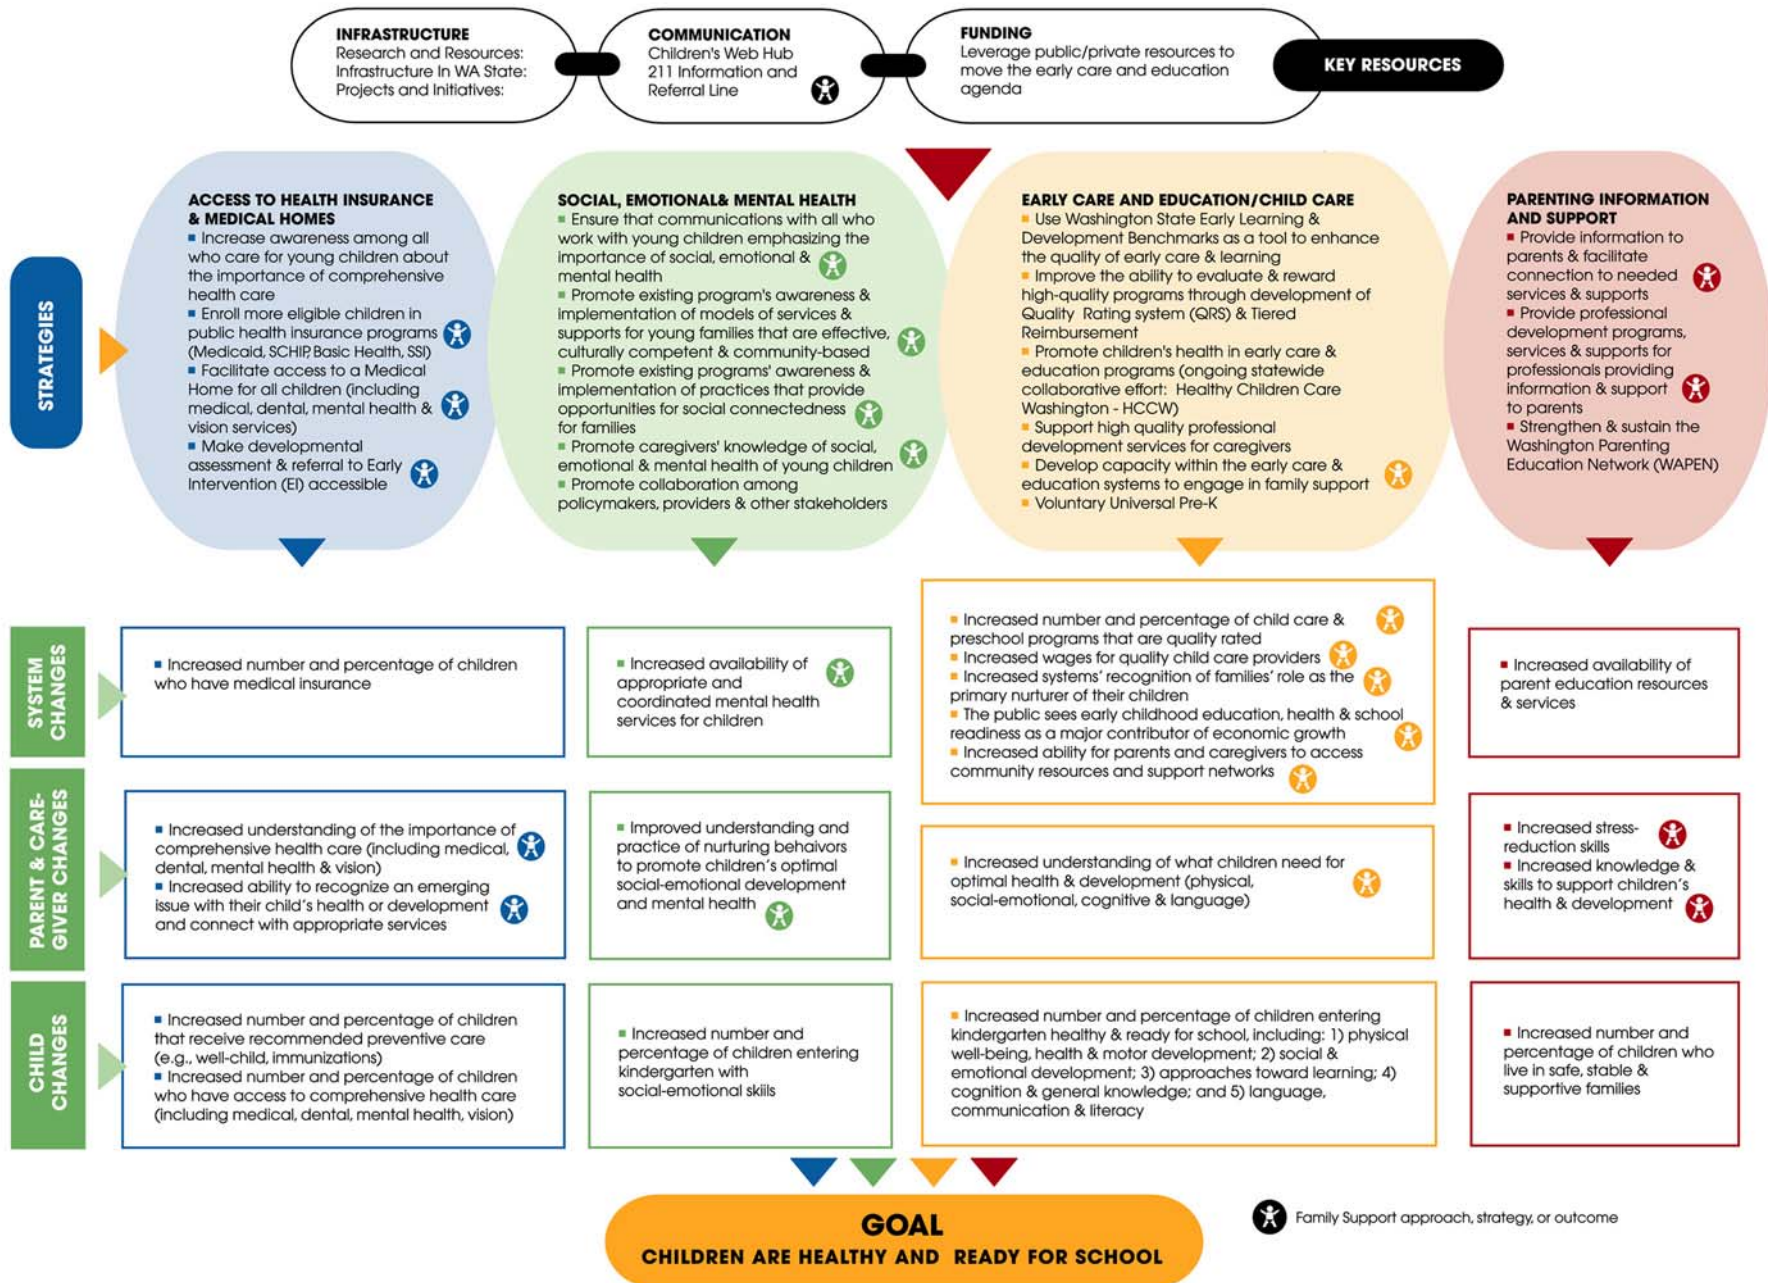 INFRASTRUCTURE
Research and Resources:
Infrastructure In WA State:
Projects and Initiatives:
COMMUNICATION
Children's Web Hub
211 Information and
Referral Line
FUNDING
Leverage public/private resources to
move the early care and education
agenda
KEY RESOURCES
STRATEGIES
ACCESS TO HEALTH INSURANCE
& MEDICAL HOMES
■ Increase awareness among all
who care for young children about
the importance of comprehensive
health care
■ Enroll more eligible children in
public health insurance programs
(Medicaid, SCHIP, Basic Health, SSI)
■ Facilitate access to a Medical
Home for all children (including
medical, dental, mental health &
vision services)
■ Make developmental
assessment & referral to Early
Intervention (EI) accessible
SOCIAL, EMOTIONAL& MENTAL HEALTH
■ Ensure that communications with all who
work with young children emphasizing the
importance of social, emotional &
mental health
■ Promote existing program's awareness &
implementation of models of services &
supports for young families that are effective,
culturally competent & community-based
■ Promote existing programs' awareness &
implementation of practices that provide
opportunities for social connectedness
for families
■ Promote caregivers' knowledge of social,
emotional & mental health of young children
■ Promote collaboration among
policymakers, providers & other stakeholders
EARLY CARE AND EDUCATION/CHILD CARE
■ Use Washington State Early Learning &
Development Benchmarks as a tool to enhance
the quality of early care & learning
■ Improve the ability to evaluate & reward
high-quality programs through development of
Quality Rating system (QRS) & Tiered
Reimbursement
■ Promote children's health in early care &
education programs (ongoing statewide
collaborative effort: Healthy Children Care
Washington - HCCW)
■ Support high quality professional
development services for caregivers
■ Develop capacity within the early care &
education systems to engage in family support
■ Voluntary Universal Pre-K
PARENTING INFORMATION
AND SUPPORT
■ Provide information to
parents & facilitate
connection to needed
services & supports
■ Provide professional
development programs,
services & supports for
professionals providing
information & support
to parents
■ Strengthen & sustain the
Washington Parenting
Education Network (WAPEN)
SYSTEM
CHANGES
■ Increased number and percentage of children
who have medical insurance
■ Increased availability of
appropriate and
coordinated mental health
services for children
■ Increased number and percentage of child care &
preschool programs that are quality rated
■ Increased wages for quality child care providers
■ Increased systems' recognition of families' role as the
primary nurturer of their children
■ The public sees early childhood education, health & school
readiness as a major contributor of economic growth
■ Increased ability for parents and caregivers to access
community resources and support networks
■ Increased availability of
parent education resources
& services
PARENT & CARE-
GIVER CHANGES
■ Increased understanding of the importance of
comprehensive health care (including medical,
dental, mental health & vision)
■ Increased ability to recognize an emerging
issue with their child's health or development
and connect with appropriate services
■ Improved understanding and
practice of nurturing behaivors
to promote children's optimal
social-emotional development
and mental health
■ Increased understanding of what children need for
optimal health & development (physical,
social-emotional, cognitive & language)
■ Increased stress-
reduction skills
■ Increased knowledge &
skills to support children's
health & development
CHILD
CHANGES
■ Increased number and percentage of children
that receive recommended preventive care
(e.g., well-child, immunizations)
■ Increased number and percentage of children
who have access to comprehensive health care
(including medical, dental, mental health, vision)
■ Increased number and
percentage of children entering
kindergarten with
social-emotional skiils
■ Increased number and percentage of children entering
kindergarten healthy & ready for school, including: 1) physical
well-being, health & motor development; 2) social &
emotional development; 3) approaches toward learning; 4)
cognition & general knowledge; and 5) language,
communication & literacy
■ Increased number and
percentage of children who
live in safe, stable &
supportive families
GOAL
CHILDREN ARE HEALTHY AND READY FOR SCHOOL
Family Support approach, strategy, or outcome